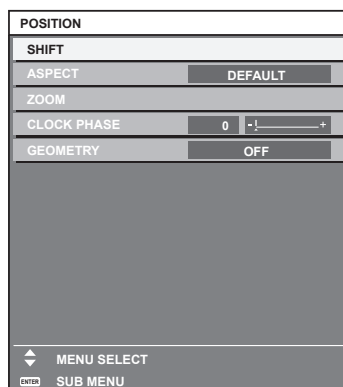 POSITION
SHIFT
ASPECT DEFAULT
ZOOM
CLOCK PHASE 0 - +
GEOMETRY OFF
MENU SELECT
ENTER SUB MENU